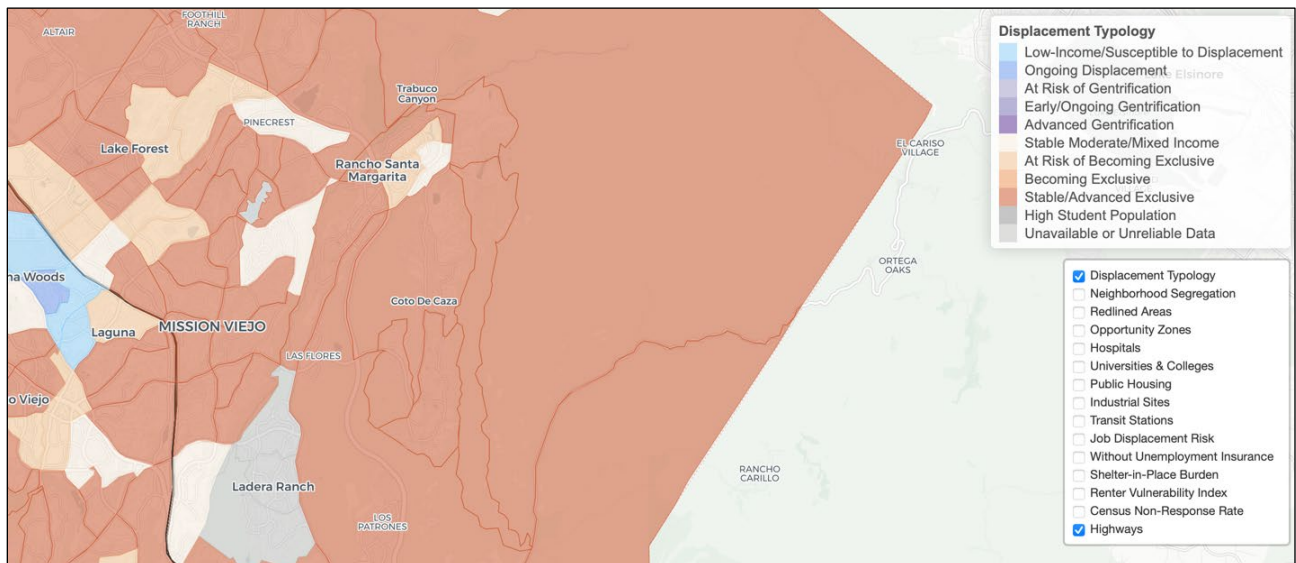 FOOTHILL
RANCH
ALTAIR
Trabuco
Canyon
PINECREST
Lake Forest
Rancho Santa
Margarita
EL CARISO
VILLAGE
na Woods
ORTEGA
OAKS
Coto De Caza
Laguna
MISSION VIEJO
LAS FLORES
o Viejo
RANCHO
CARILLO
Ladera Ranch
LOS
PATRONES
Displacement Typology
Low-Income/Susceptible to Displacement
Ongoing Displacement
At Risk of Gentrification
Lake Elsinore
Early/Ongoing Gentrification
Advanced Gentrification
Stable Moderate/Mixed Income
At Risk of Becoming Exclusive
Becoming Exclusive
Stable/Advanced Exclusive
High Student Population
Unavailable or Unreliable Data
Displacement Typology
Neighborhood Segregation
Redlined Areas
Opportunity Zones
Hospitals
Universities & Colleges
Public Housing
Industrial Sites
Transit Stations
Job Displacement Risk
Without Unemployment Insurance
Shelter-in-Place Burden
Renter Vulnerability Index
Census Non-Response Rate
Highways